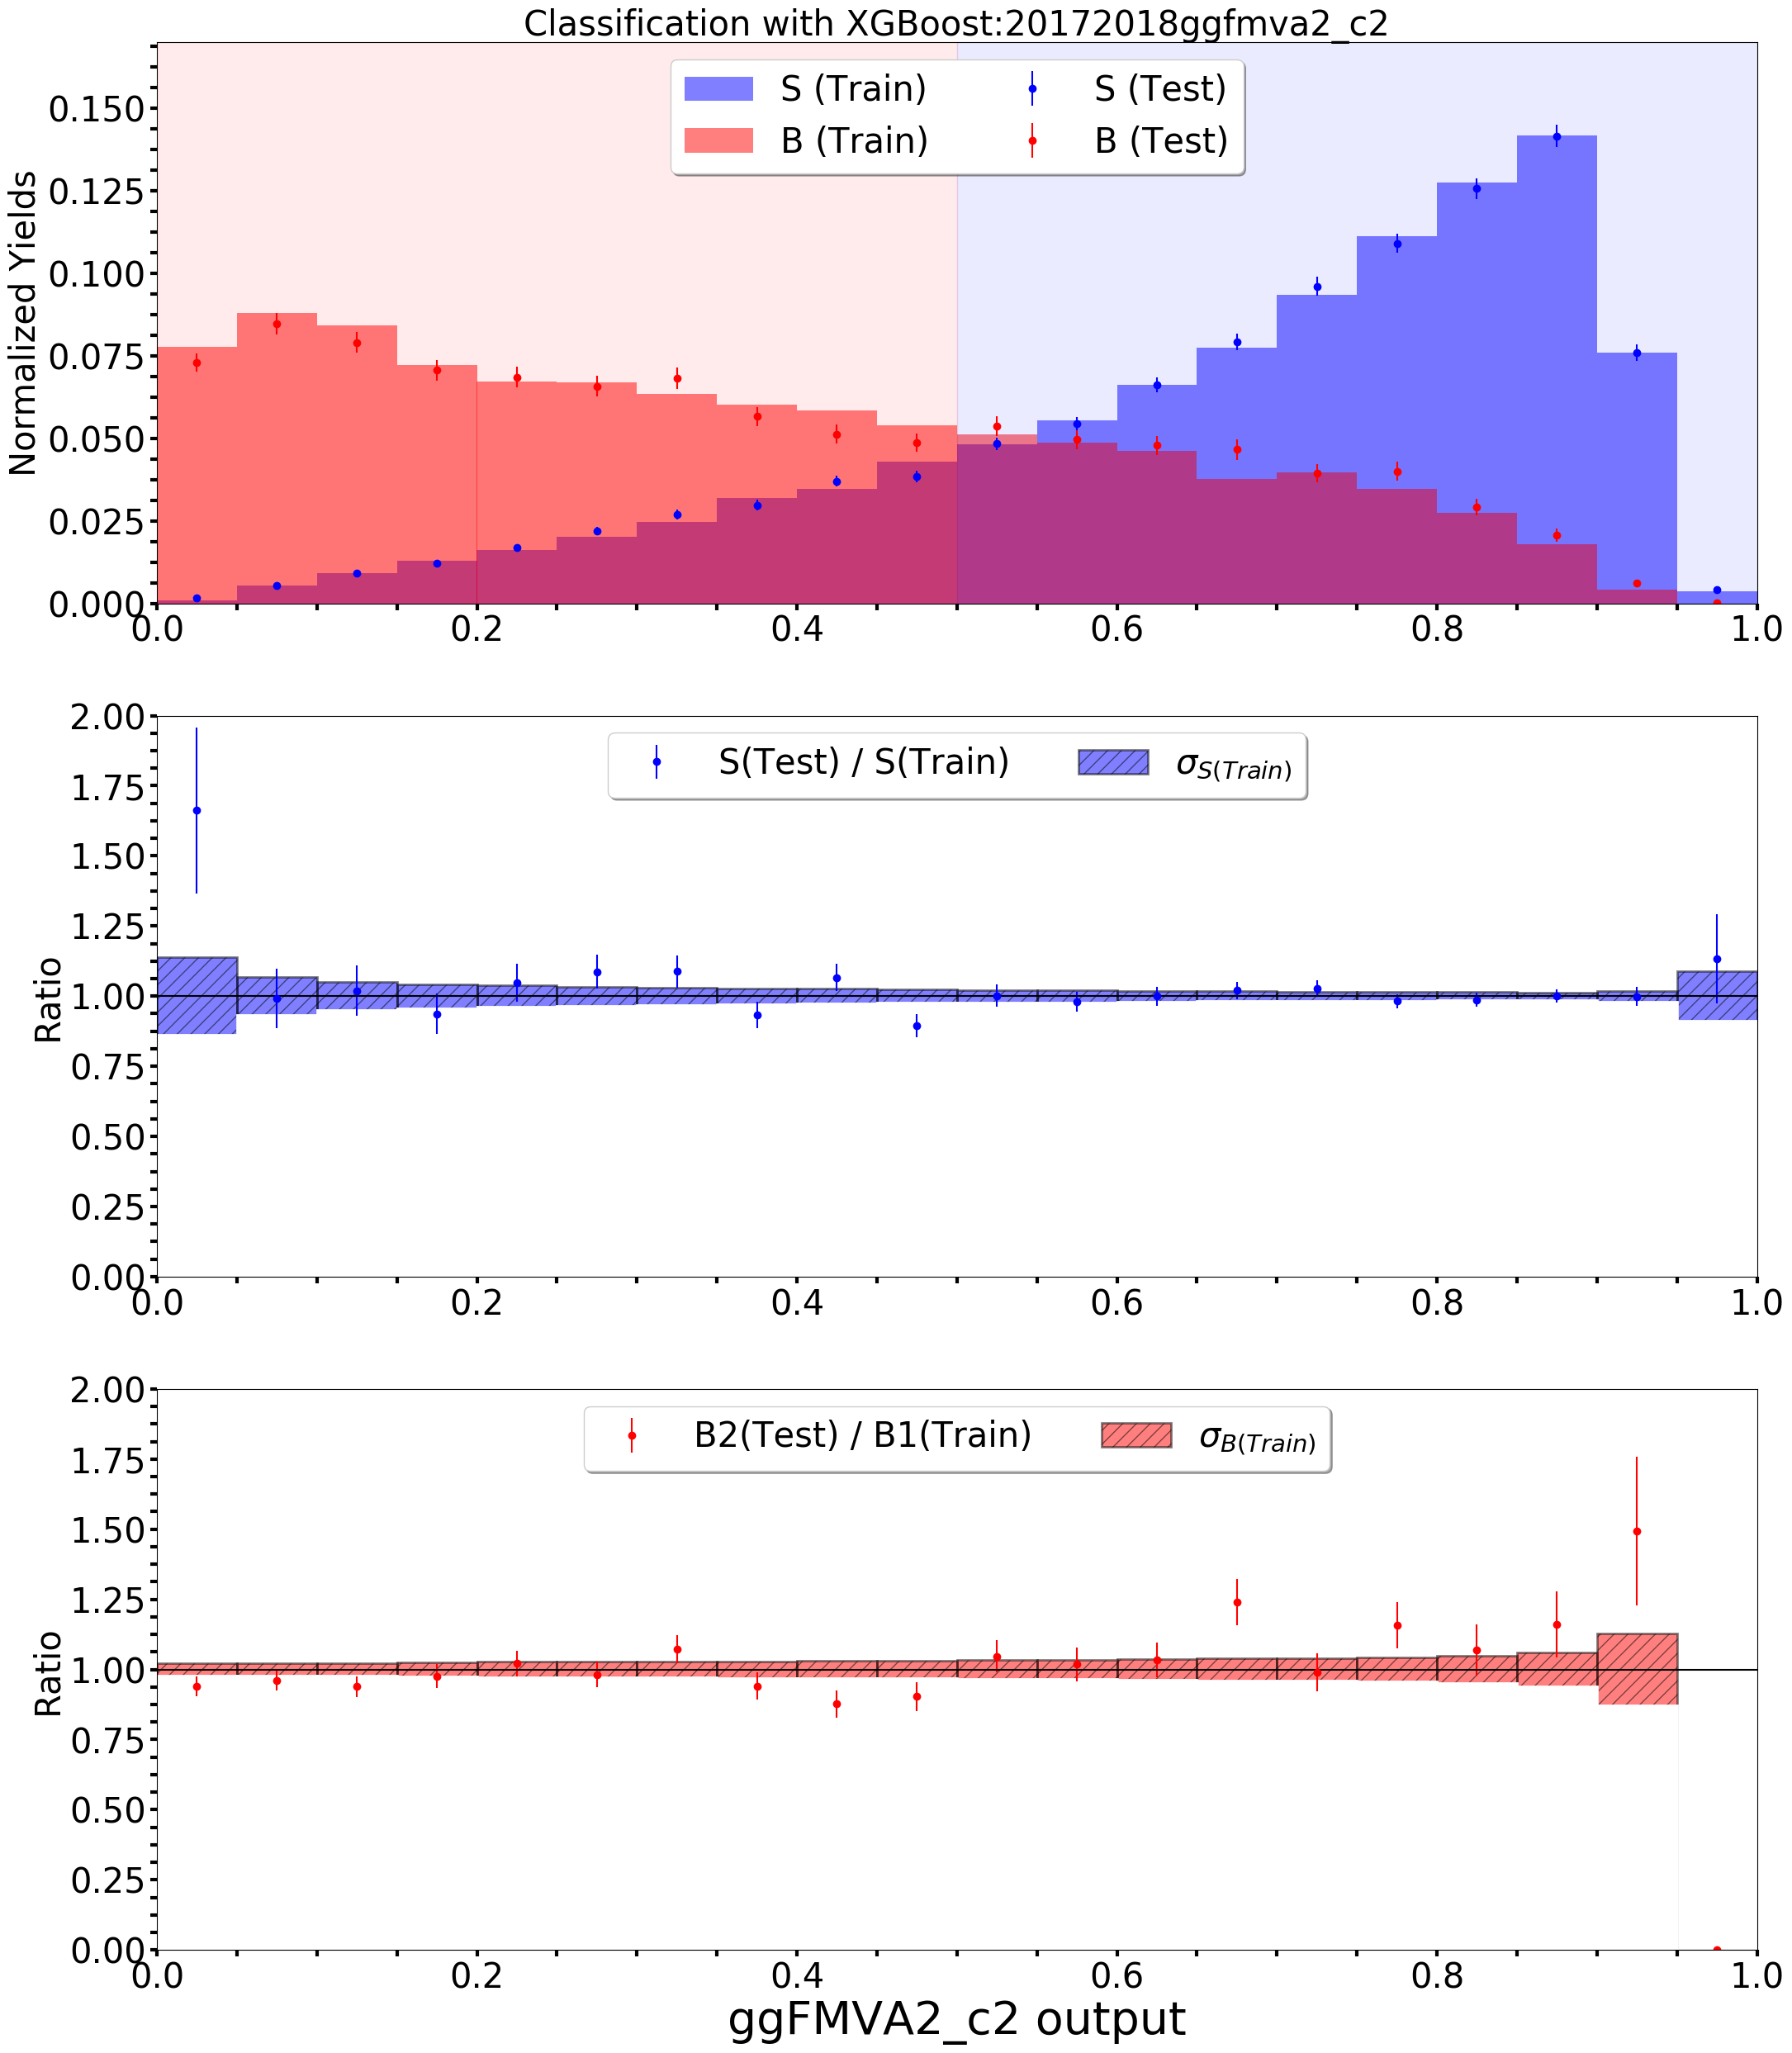 Classification with XGBoost:20172018ggfmva2_c2
Normalized Yields
0.150
0.125
0.100
0.075
0.050
0.025
0.000
S (Train) S (Test)
B (Train) B (Test)
0.0 0.2 0.4 0.6 0.8 1.0
Ratio
2.00
1.75
1.50
1.25
1.00
0.75
0.50
0.25
0.00
S(Test) / S(Train) σS(Train)
0.0 0.2 0.4 0.6 0.8 1.0
Ratio
2.00
1.75
1.50
1.25
1.00
0.75
0.50
0.25
0.00
B2(Test) / B1(Train) σB(Train)
0.0 0.2 0.4 0.6 0.8 1.0
ggFMVA2_c2 output